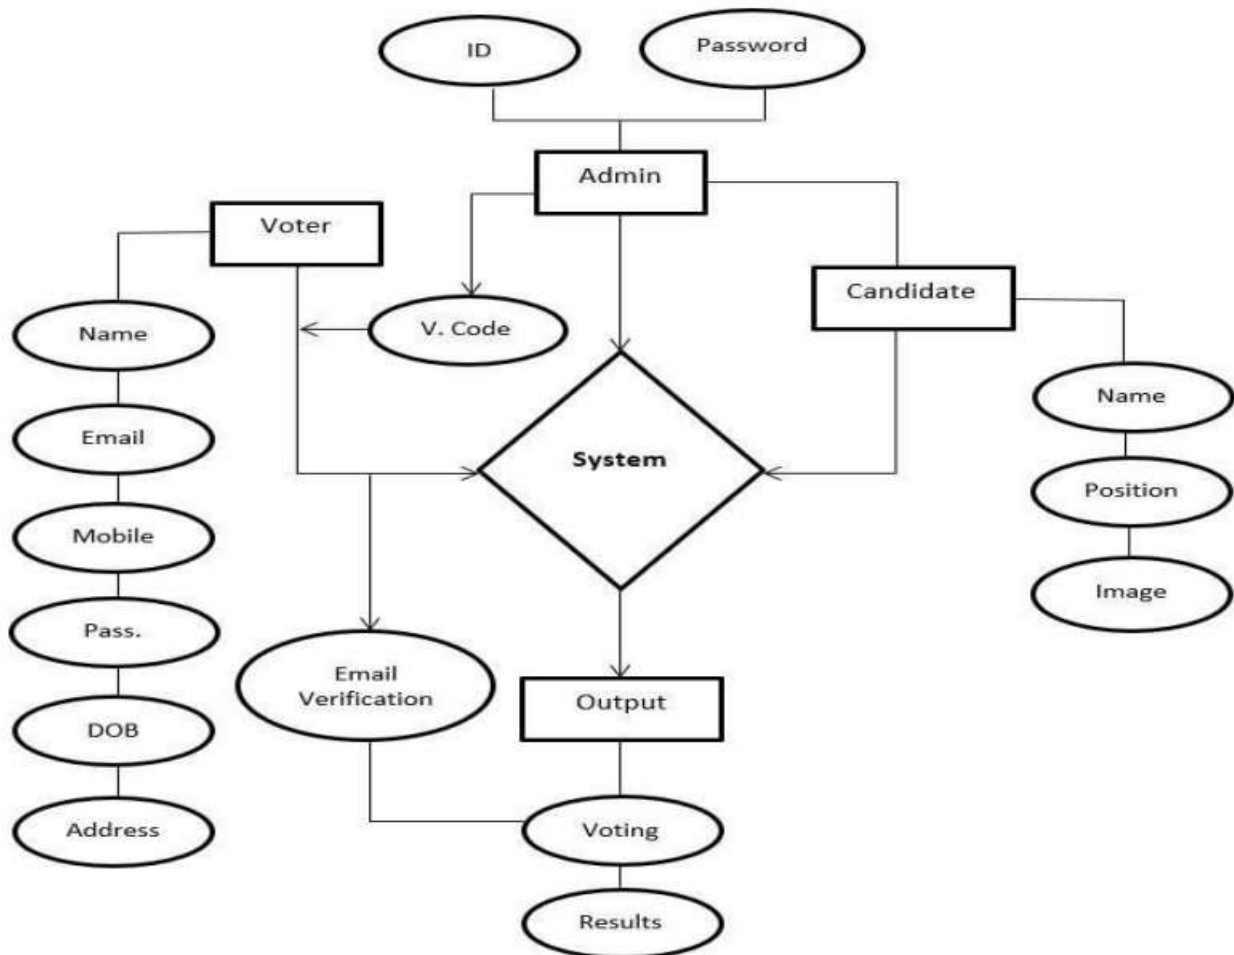 ID
Password
Admin
Voter
Candidate
V. Code
Name
Name
Email
System
Position
Mobile
Image
Pass.
Email
Verification
Output
DOB
Voting
Address
Results